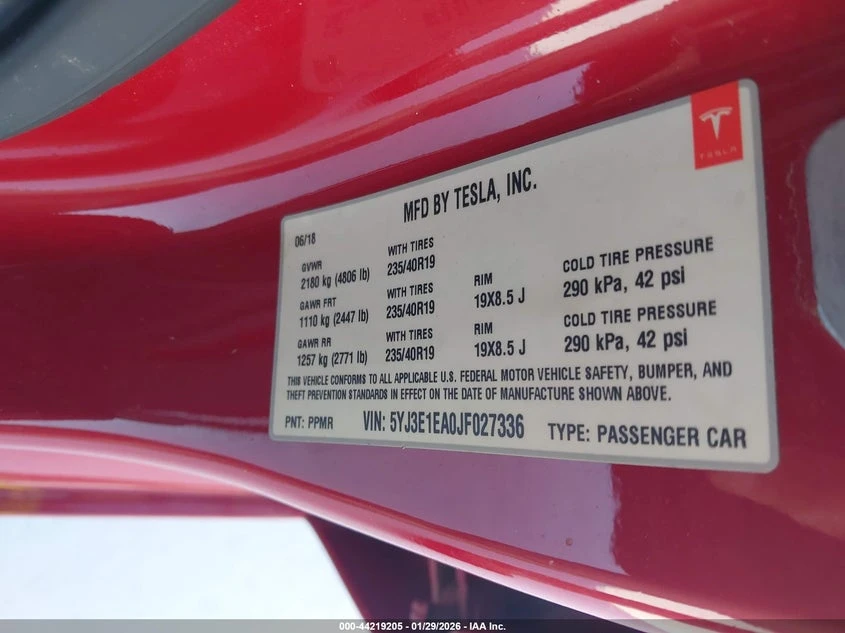 TESLA
MFD BY TESLA, INC.
06/18
GVWR
2180 kg (4806 lb)
WITH TIRES
235/40R19
GAWR FRT
1110 kg (2447 lb)
WITH TIRES
235/40R19
RIM
19X8.5 J
COLD TIRE PRESSURE
290 kPa, 42 psi
GAWR RR
1257 kg (2771 lb)
WITH TIRES
235/40R19
RIM
19X8.5 J
COLD TIRE PRESSURE
290 kPa, 42 psi
THIS VEHICLE CONFORMS TO ALL APPLICABLE U.S. FEDERAL MOTOR VEHICLE SAFETY, BUMPER, AND
THEFT PREVENTION STANDARDS IN EFFECT ON THE DATE OF MANUFACTURE SHOWN ABOVE.
PNT: PPMR VIN: 5YJ3E1EA0JF027336 TYPE: PASSENGER CAR
000-44219205 - 01/29/2026 - IAA Inc.